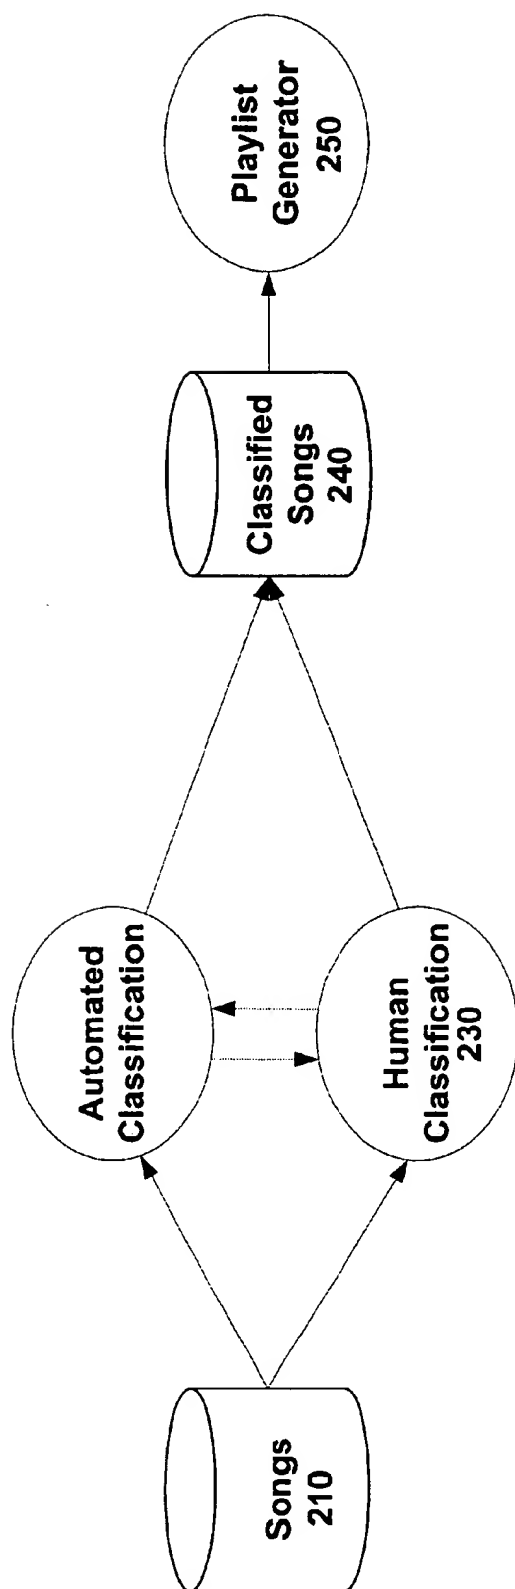 Songs
210
Automated
Classification
Human
Classification
230
Classified
Songs
240
Playlist
Generator
250